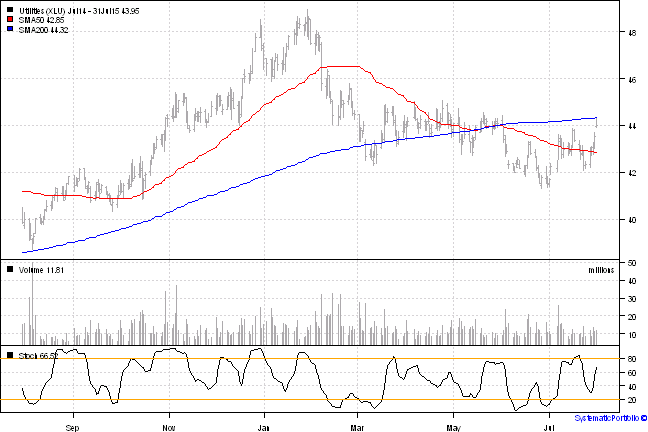 Utilities (XLU) Jul14 - 31Jul15 43.95
SMA50 42.85
SMA200 44.32
48
46
44
42
40
Volume 11.81
millions
50
40
30
20
10
Stoch 66.52
80
60
40
20
Sep
Nov
Jan
Mar
May
Jul
SystematicPortfolio ©